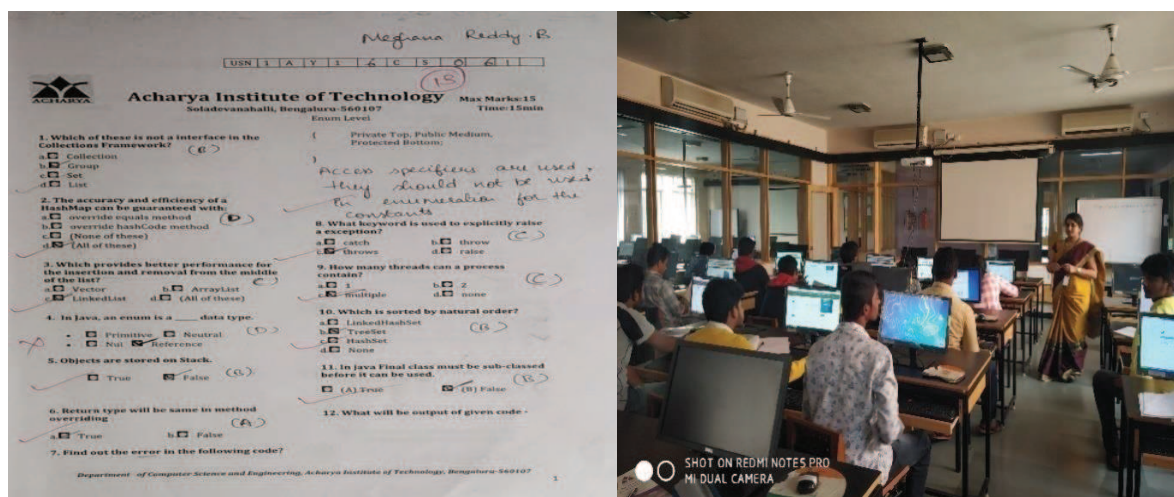 Meghana Reddy.B
USN 1 A Y 1 6 C S 0 6 1
ACHARYA
Acharya Institute of Technology Max Marks:15
Soladevanahalli, Bengaluru-560107 Time:15min
Enum Level
1. Which of these is not a interface in the
Collections Framework?
(B)
a. Collection
b. Group
c. Set
d. List
2. The accuracy and efficiency of a
HashMap can be guaranteed with:
(D)
a. override equals method
b. override hashCode method
c. (None of these)
d. (All of these)
3. Which provides better performance for
the insertion and removal from the middle
of the list?
(C)
a. Vector b. ArrayList
c. LinkedList d. (All of these)
4. In Java, an enum is a ___ data type.
Primitive Neutral (D)
Nul Reference
5. Objects are stored on Stack.
True False (B)
6. Return type will be same in method
overriding
(A)
a. True b. False
7. Find out the error in the following code?
{ Private Top, Public Medium,
Protected Bottom;
}
Access specifiers are used,
they should not be used
in enumeration for the
constants
8. What keyword is used to explicitly raise
a exception?
(C)
a. catch b. throw
c. throws d. raise
9. How many threads can a process
contain?
(C)
a. 1 b. 2
c. multiple d. none
10. Which is sorted by natural order?
a. LinkedHashSet
(B)
b. TreeSet
c. HashSet
d. None
11. In java Final class must be sub-classed
before it can be used.
(B)
(A) True (B) False
12. What will be output of given code -
Department of Computer Science and Engineering, Acharya Institute of Technology, Bengaluru-560107
1
SHOT ON REDMI NOTE5 PRO
MI DUAL CAMERA